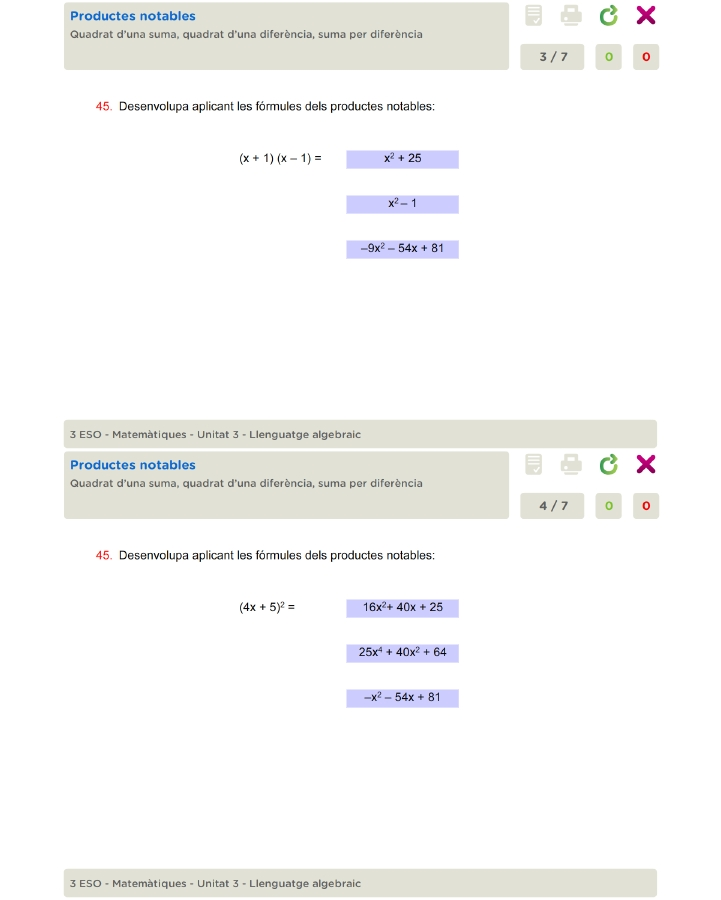 Productes notables
Quadrat d'una suma, quadrat d'una diferència, suma per diferència
3 / 7 0 0
45. Desenvolupa aplicant les fórmules dels productes notables:
(x + 1) (x – 1) = x² + 25
x² – 1
–9x² – 54x + 81
3 ESO - Matemàtiques - Unitat 3 - Llenguatge algebraic
Productes notables
Quadrat d'una suma, quadrat d'una diferència, suma per diferència
4 / 7 0 0
45. Desenvolupa aplicant les fórmules dels productes notables:
(4x + 5)² = 16x²+ 40x + 25
25x⁴ + 40x² + 64
–x² – 54x + 81
3 ESO - Matemàtiques - Unitat 3 - Llenguatge algebraic